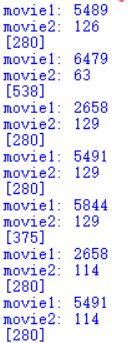 movie1: 5489
movie2: 126
[280]
movie1: 6479
movie2: 63
[538]
movie1: 2658
movie2: 129
[280]
movie1: 5491
movie2: 129
[280]
movie1: 5844
movie2: 129
[375]
movie1: 2658
movie2: 114
[280]
movie1: 5491
movie2: 114
[280]